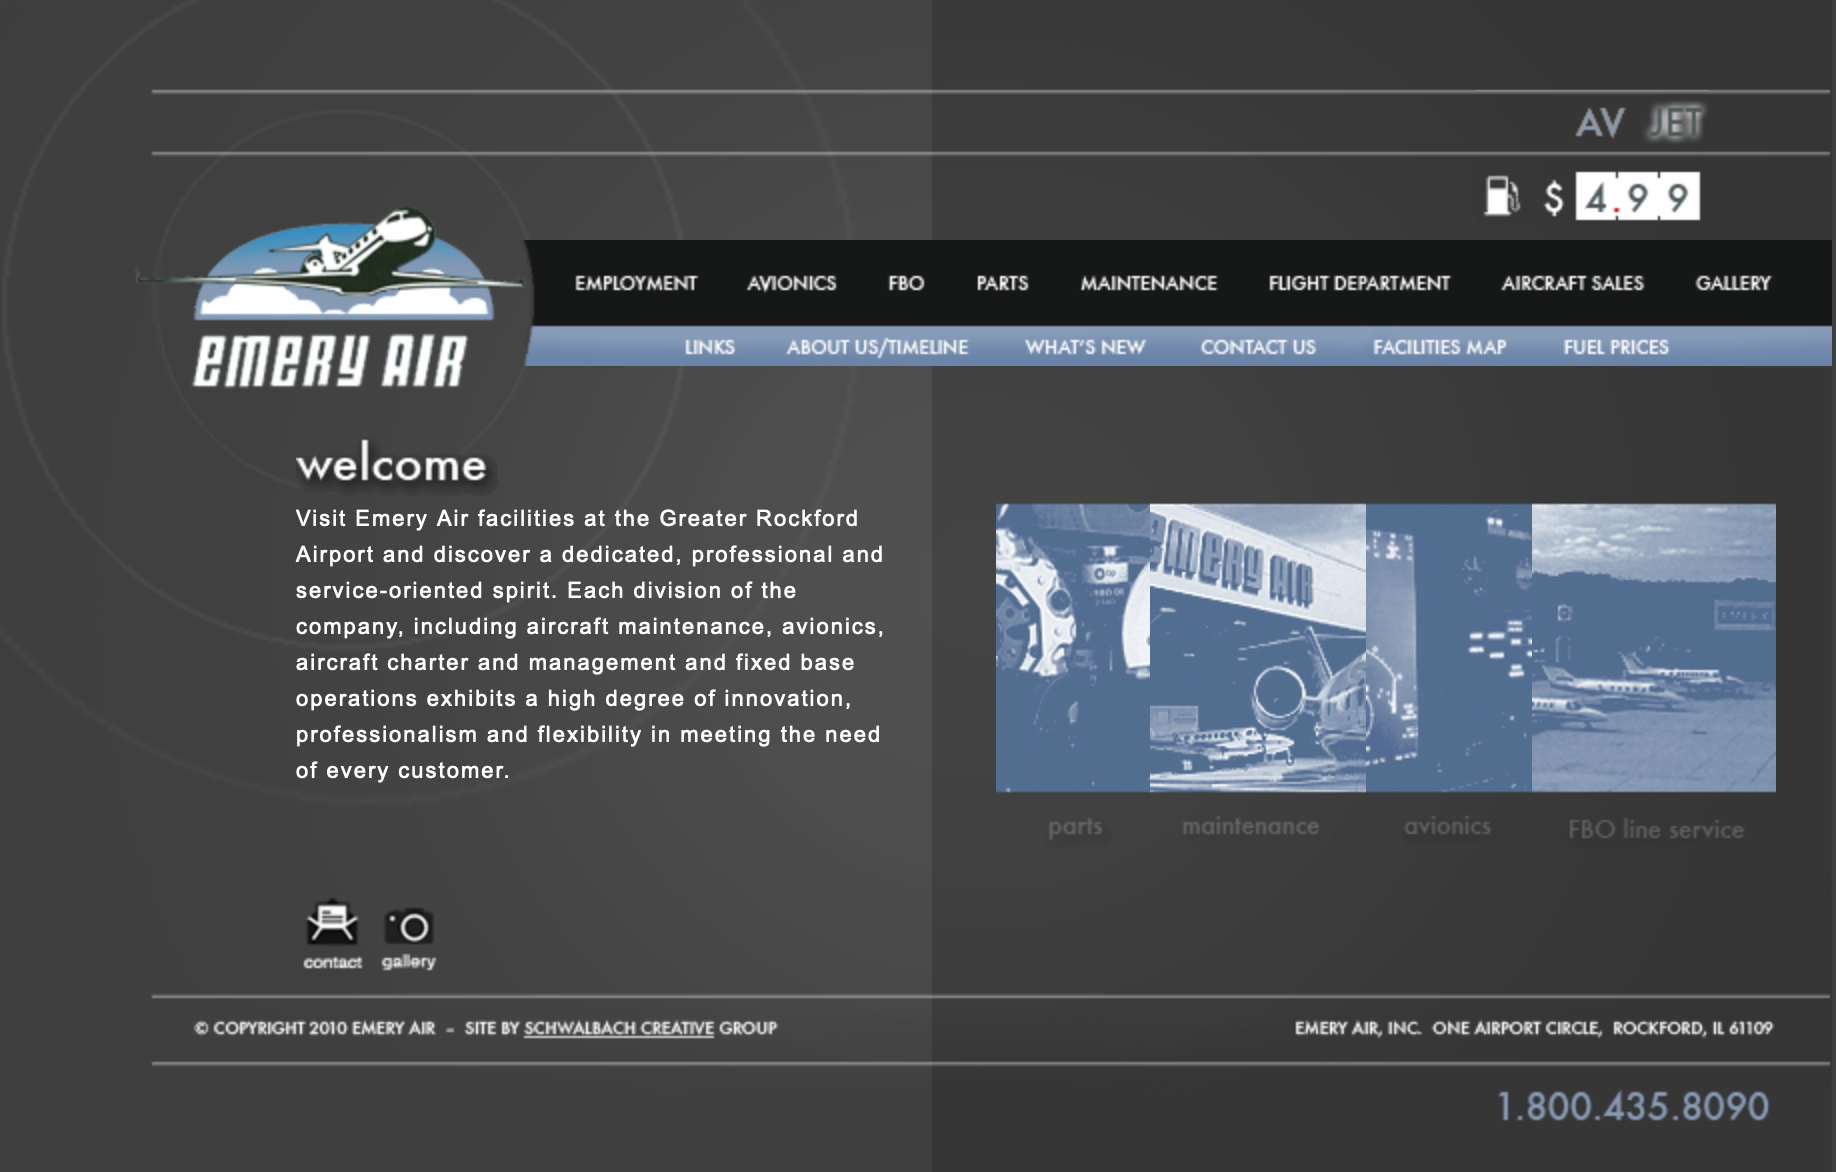 AV JET
$ 4.99
EMERY AIR
EMPLOYMENT AVIONICS FBO PARTS MAINTENANCE FLIGHT DEPARTMENT AIRCRAFT SALES GALLERY
LINKS ABOUT US/TIMELINE WHAT'S NEW CONTACT US FACILITIES MAP FUEL PRICES
welcome
Visit Emery Air facilities at the Greater Rockford
Airport and discover a dedicated, professional and
service-oriented spirit. Each division of the
company, including aircraft maintenance, avionics,
aircraft charter and management and fixed base
operations exhibits a high degree of innovation,
professionalism and flexibility in meeting the need
of every customer.
EMERY AIR
parts maintenance avionics FBO line service
contact gallery
© COPYRIGHT 2010 EMERY AIR – SITE BY SCHWALBACH CREATIVE GROUP
EMERY AIR, INC. ONE AIRPORT CIRCLE, ROCKFORD, IL 61109
1.800.435.8090